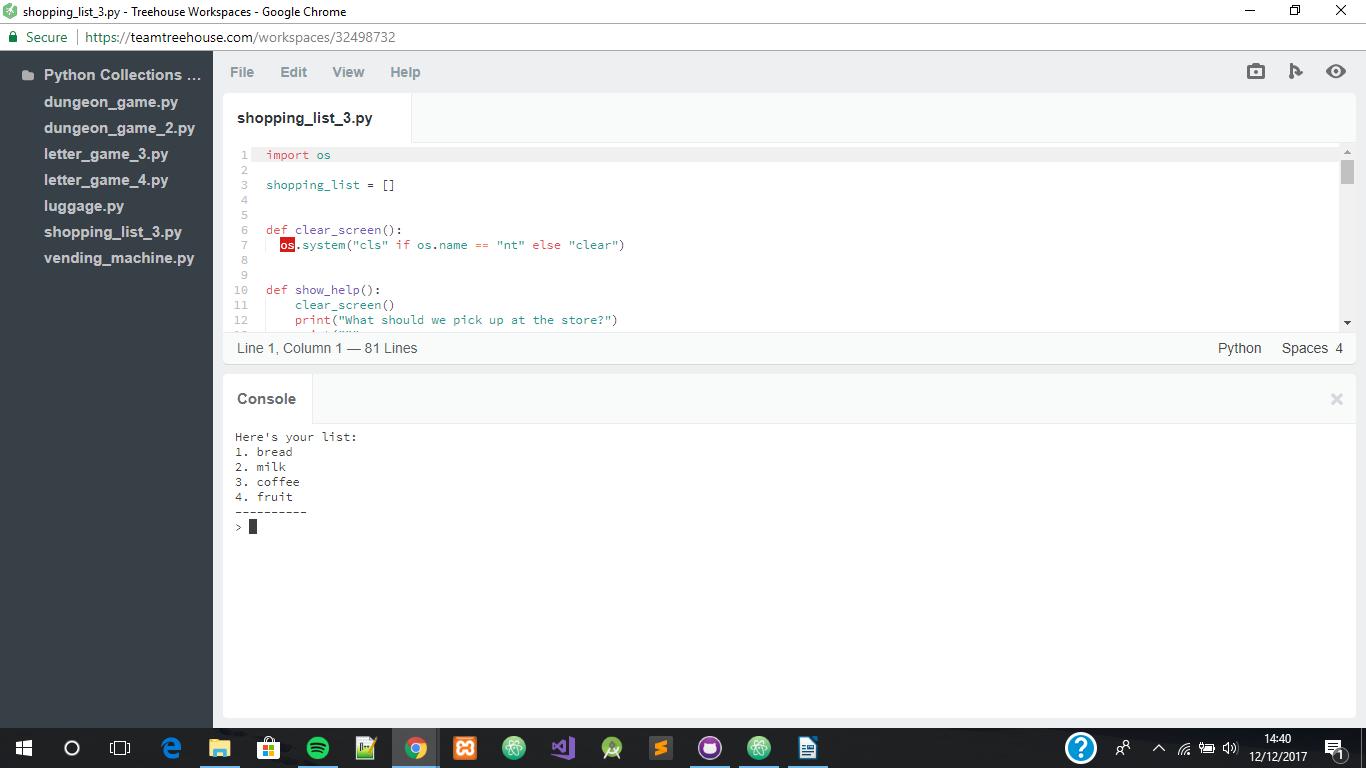 shopping_list_3.py - Treehouse Workspaces - Google Chrome
Secure https://teamtreehouse.com/workspaces/32498732
Python Collections ...
dungeon_game.py
dungeon_game_2.py
letter_game_3.py
letter_game_4.py
luggage.py
shopping_list_3.py
vending_machine.py
File Edit View Help
shopping_list_3.py
1 import os
2
3 shopping_list = []
4
5
6 def clear_screen():
7 os.system("cls" if os.name == "nt" else "clear")
8
9
10 def show_help():
11 clear_screen()
12 print("What should we pick up at the store?")
Line 1, Column 1 — 81 Lines Python Spaces 4
Console
Here's your list:
1. bread
2. milk
3. coffee
4. fruit
----------
>
14:40
12/12/2017
1